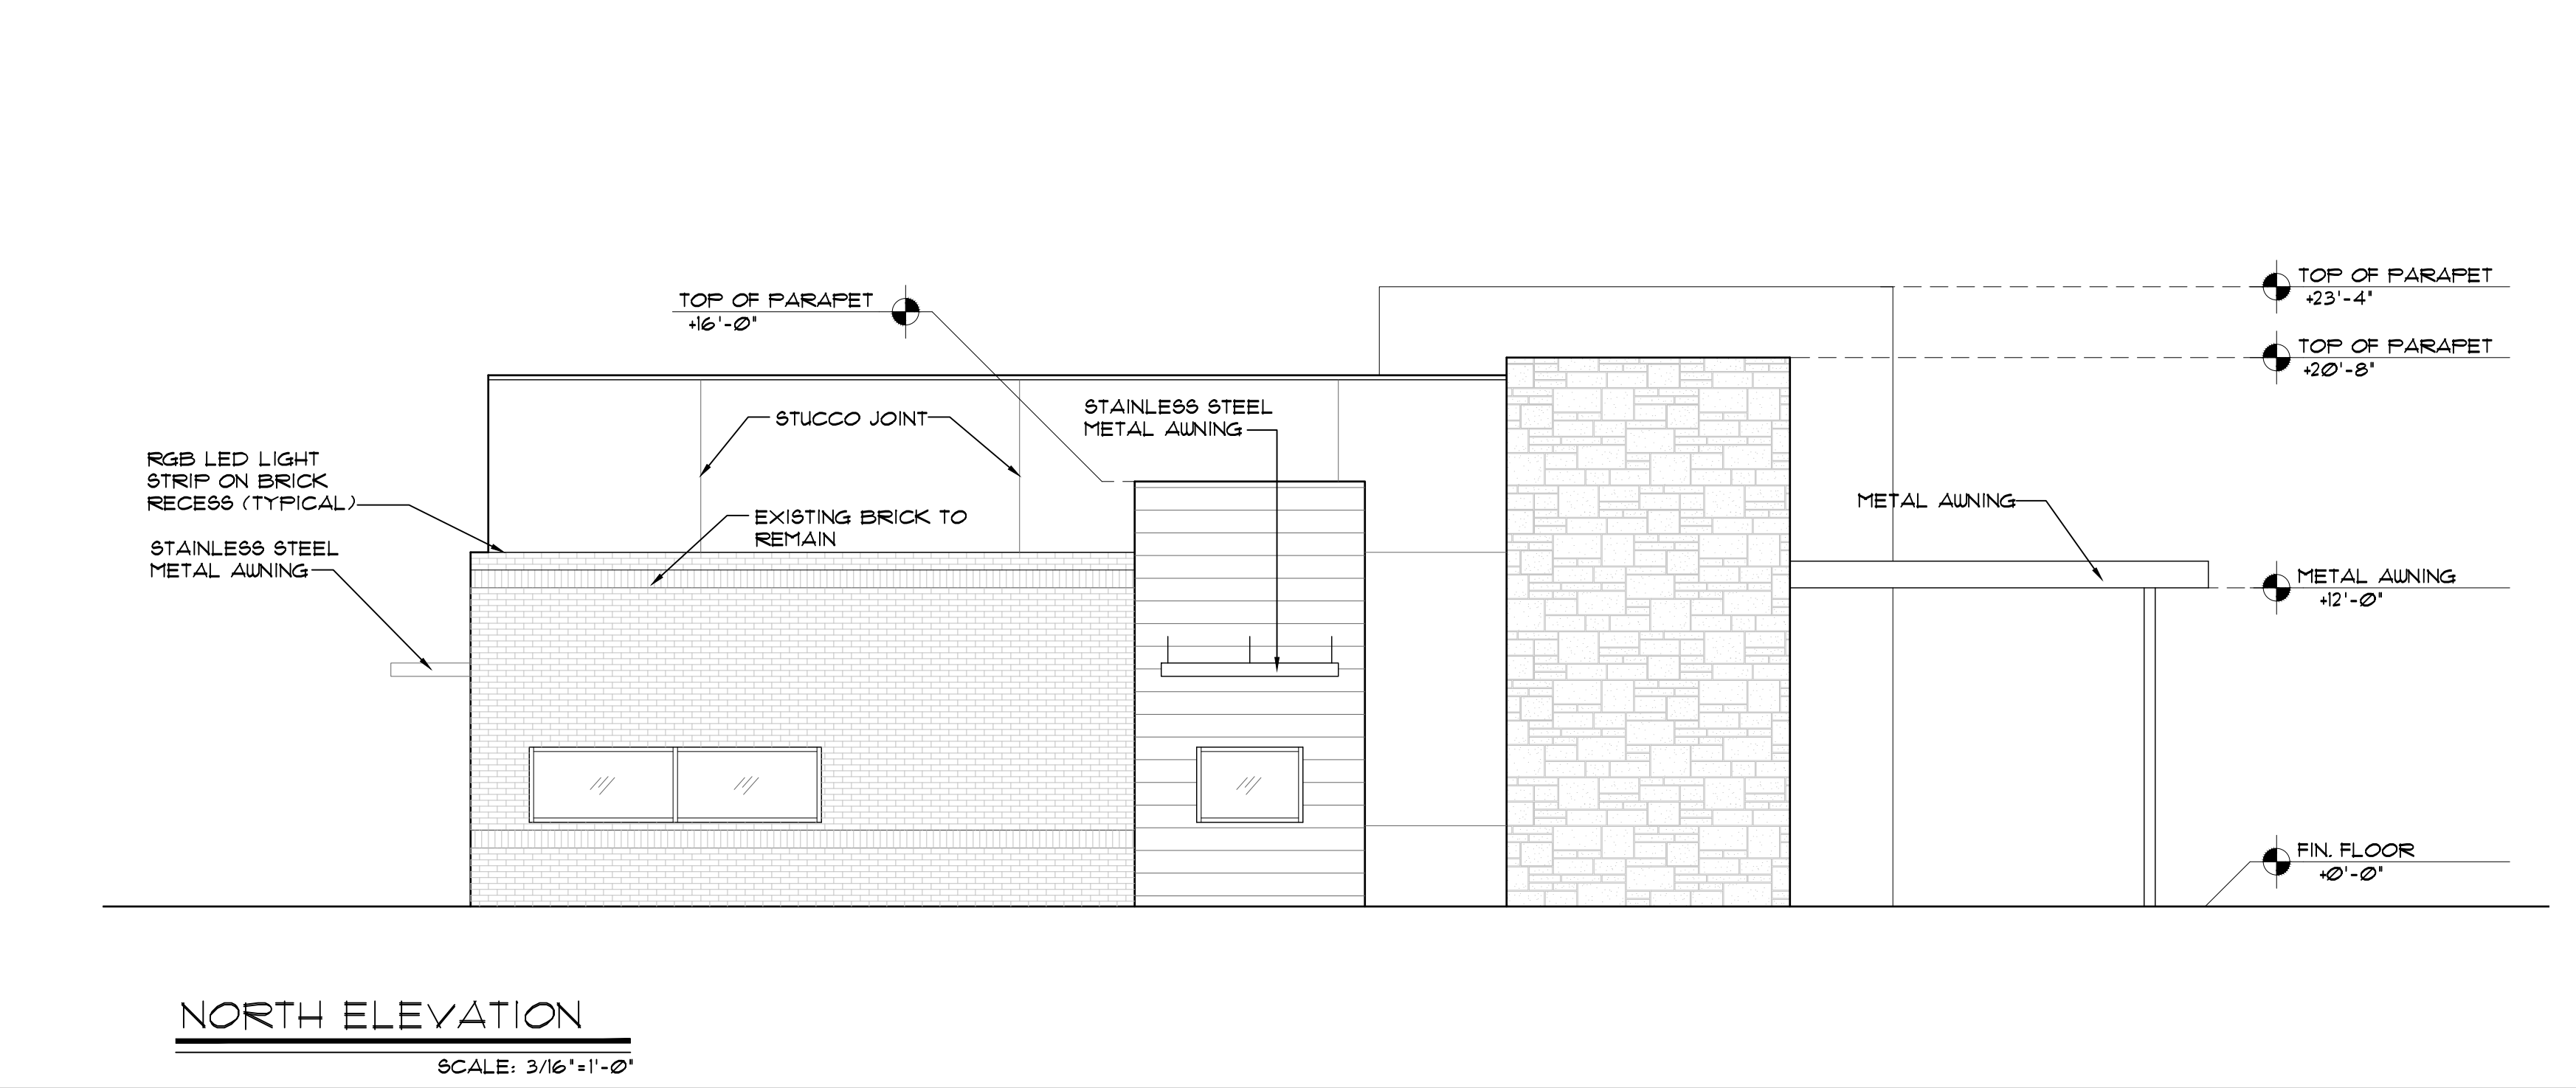 TOP OF PARAPET
+23'-4"
TOP OF PARAPET
+16'-0"
TOP OF PARAPET
+20'-8"
STUCCO JOINT
STAINLESS STEEL
METAL AWNING
RGB LED LIGHT
STRIP ON BRICK
RECESS (TYPICAL)
METAL AWNING
EXISTING BRICK TO
REMAIN
STAINLESS STEEL
METAL AWNING
METAL AWNING
+12'-0"
FIN. FLOOR
+0'-0"
NORTH ELEVATION
SCALE: 3/16"=1'-0"